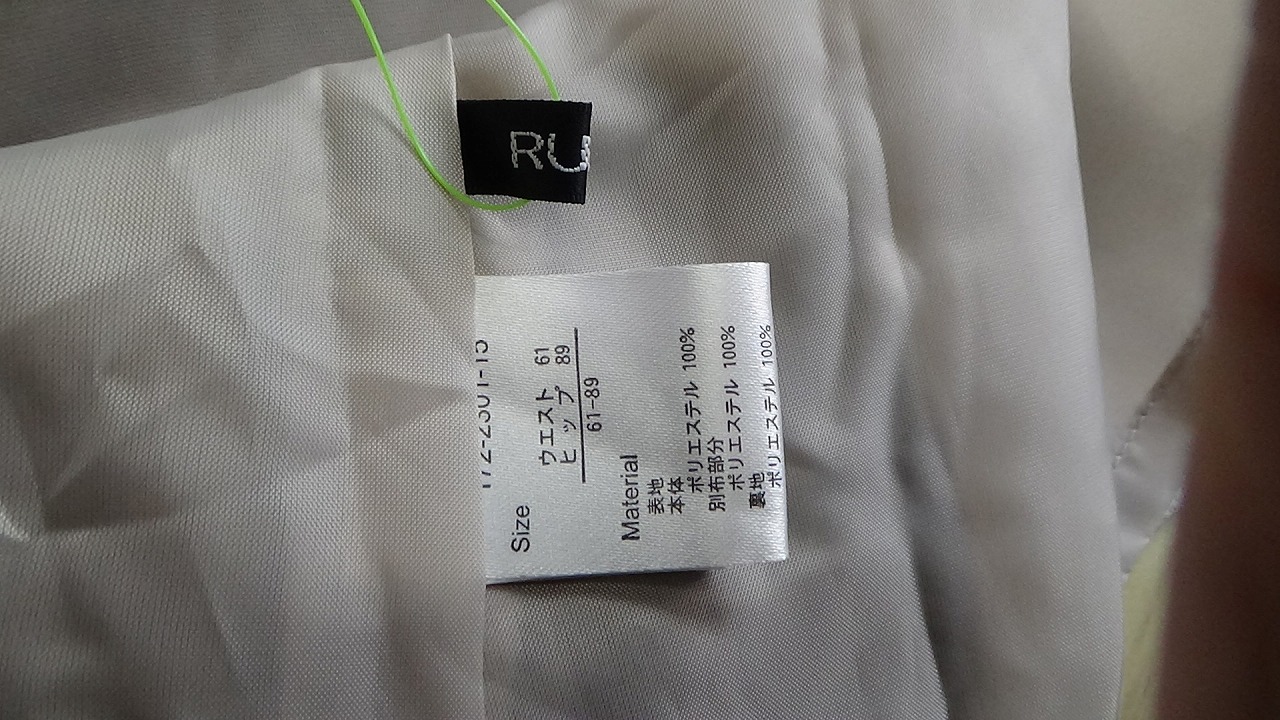 RU
Size
ウエスト 61
ヒップ 89
61-89
Material
表地
本体
ポリエステル 100%
別布部分
ポリエステル 100%
裏地
ポリエステル 100%